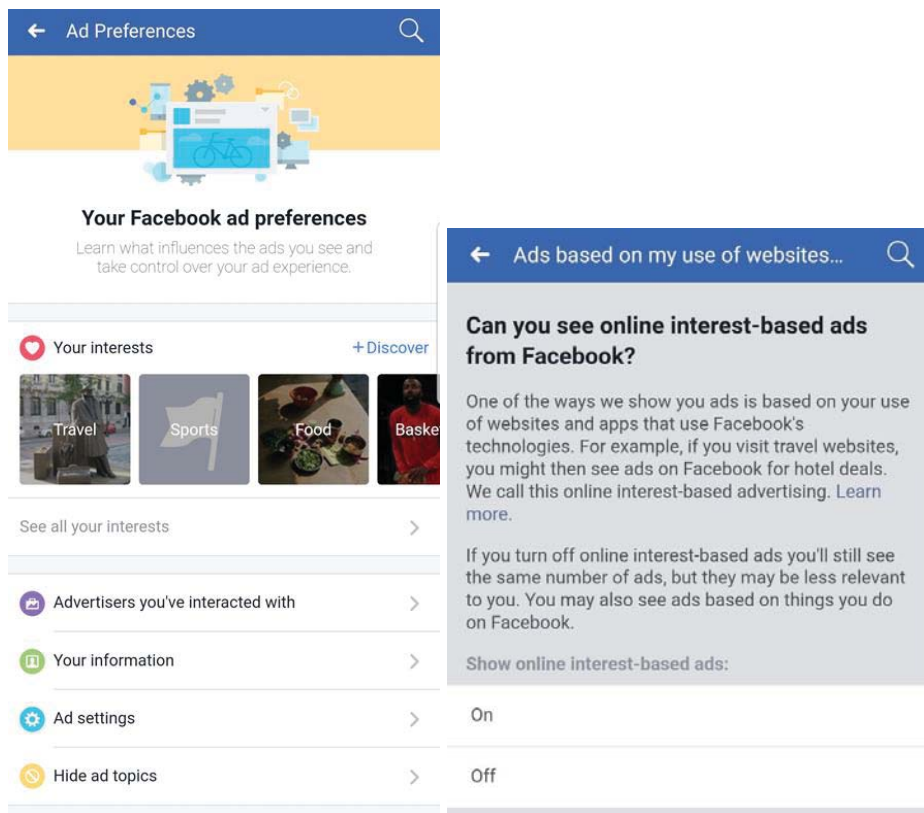 Ad Preferences
Your Facebook ad preferences
Learn what influences the ads you see and
take control over your ad experience.
Your interests
+ Discover
Travel
Sports
Food
Baske
See all your interests
Advertisers you've interacted with
Your information
Ad settings
Hide ad topics
Ads based on my use of websites...
Can you see online interest-based ads
from Facebook?
One of the ways we show you ads is based on your use
of websites and apps that use Facebook's
technologies. For example, if you visit travel websites,
you might then see ads on Facebook for hotel deals.
We call this online interest-based advertising. Learn
more.
If you turn off online interest-based ads you'll still see
the same number of ads, but they may be less relevant
to you. You may also see ads based on things you do
on Facebook.
Show online interest-based ads:
On
Off